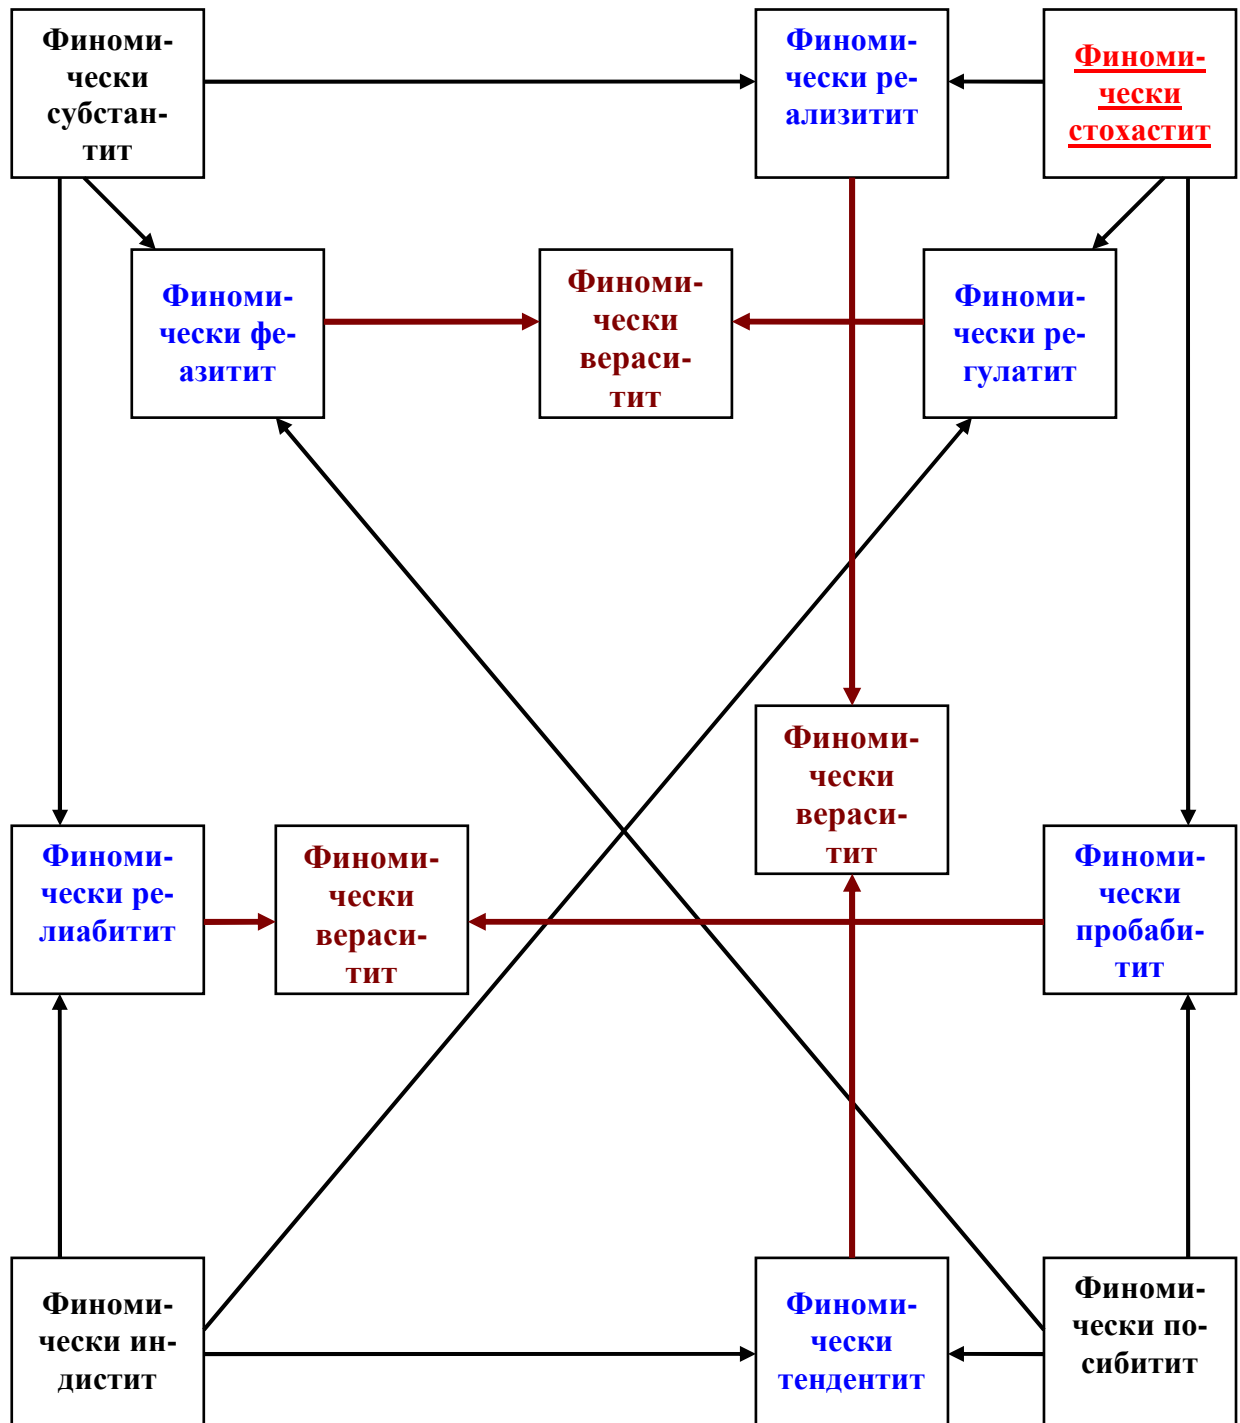 Финоми-
чески
субстан-
тит
Финоми-
чески ре-
ализитит
Финоми-
чески
стохастит
Финоми-
чески фе-
азитит
Финоми-
чески
вераси-
тит
Финоми-
чески ре-
гулатит
Финоми-
чески
вераси-
тит
Финоми-
чески ре-
лиабитит
Финоми-
чески
вераси-
тит
Финоми-
чески
пробаби-
тит
Финоми-
чески ин-
дистит
Финоми-
чески
тендентит
Финоми-
чески по-
сибитит